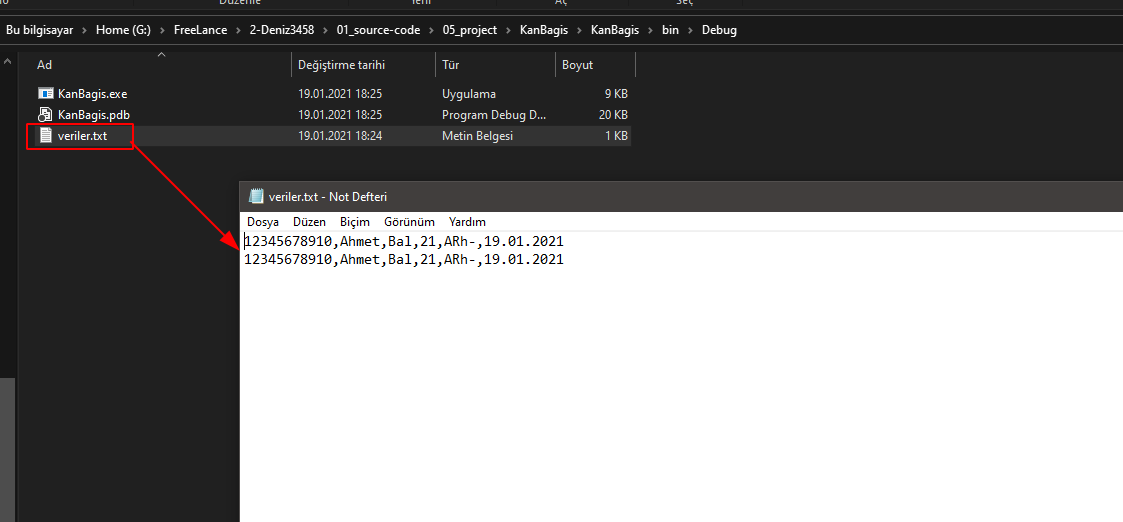 Düzenle Yeni Aç Seç
Bu bilgisayar > Home (G:) > FreeLance > 2-Deniz3458 > 01_source-code > 05_project > KanBagis > KanBagis > bin > Debug
Ad Değiştirme tarihi Tür Boyut
KanBagis.exe 19.01.2021 18:25 Uygulama 9 KB
KanBagis.pdb 19.01.2021 18:25 Program Debug D... 20 KB
veriler.txt 19.01.2021 18:24 Metin Belgesi 1 KB
veriler.txt - Not Defteri
Dosya Düzen Biçim Görünüm Yardım
12345678910,Ahmet,Bal,21,ARh-,19.01.2021
12345678910,Ahmet,Bal,21,ARh-,19.01.2021